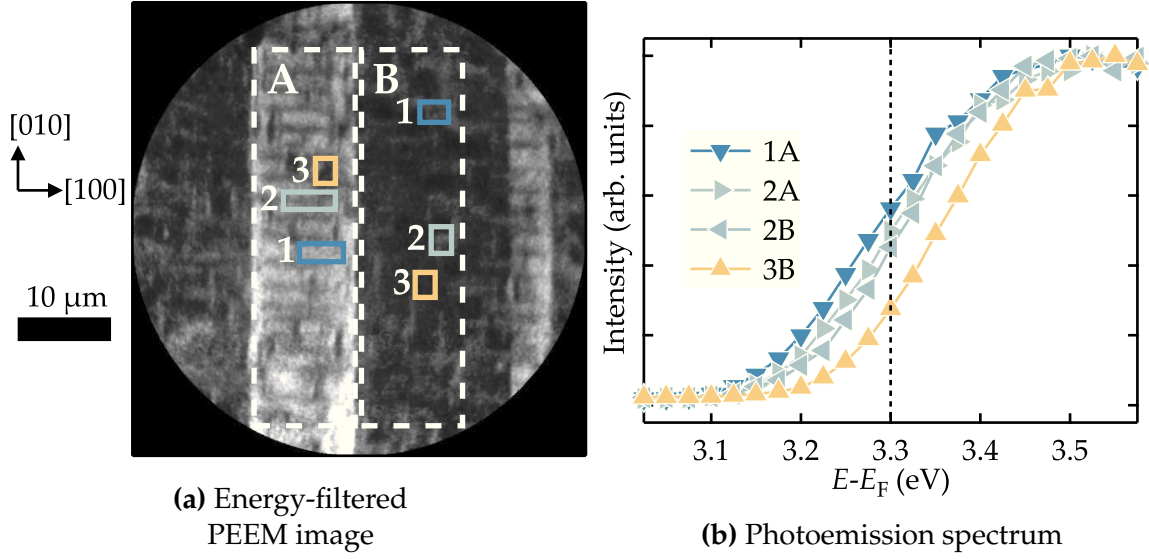 A
B
1
3
2
1
2
3
[010]
[100]
10 μm
(a) Energy-filtered
PEEM image
Intensity (arb. units)
1A
2A
2B
3B
3.1 3.2 3.3 3.4 3.5
E-EF (eV)
(b) Photoemission spectrum